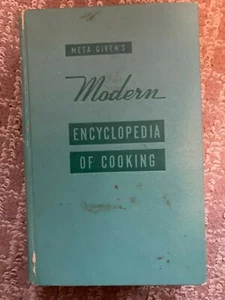 META GIVEN'S
Modern
ENCYCLOPEDIA
OF COOKING